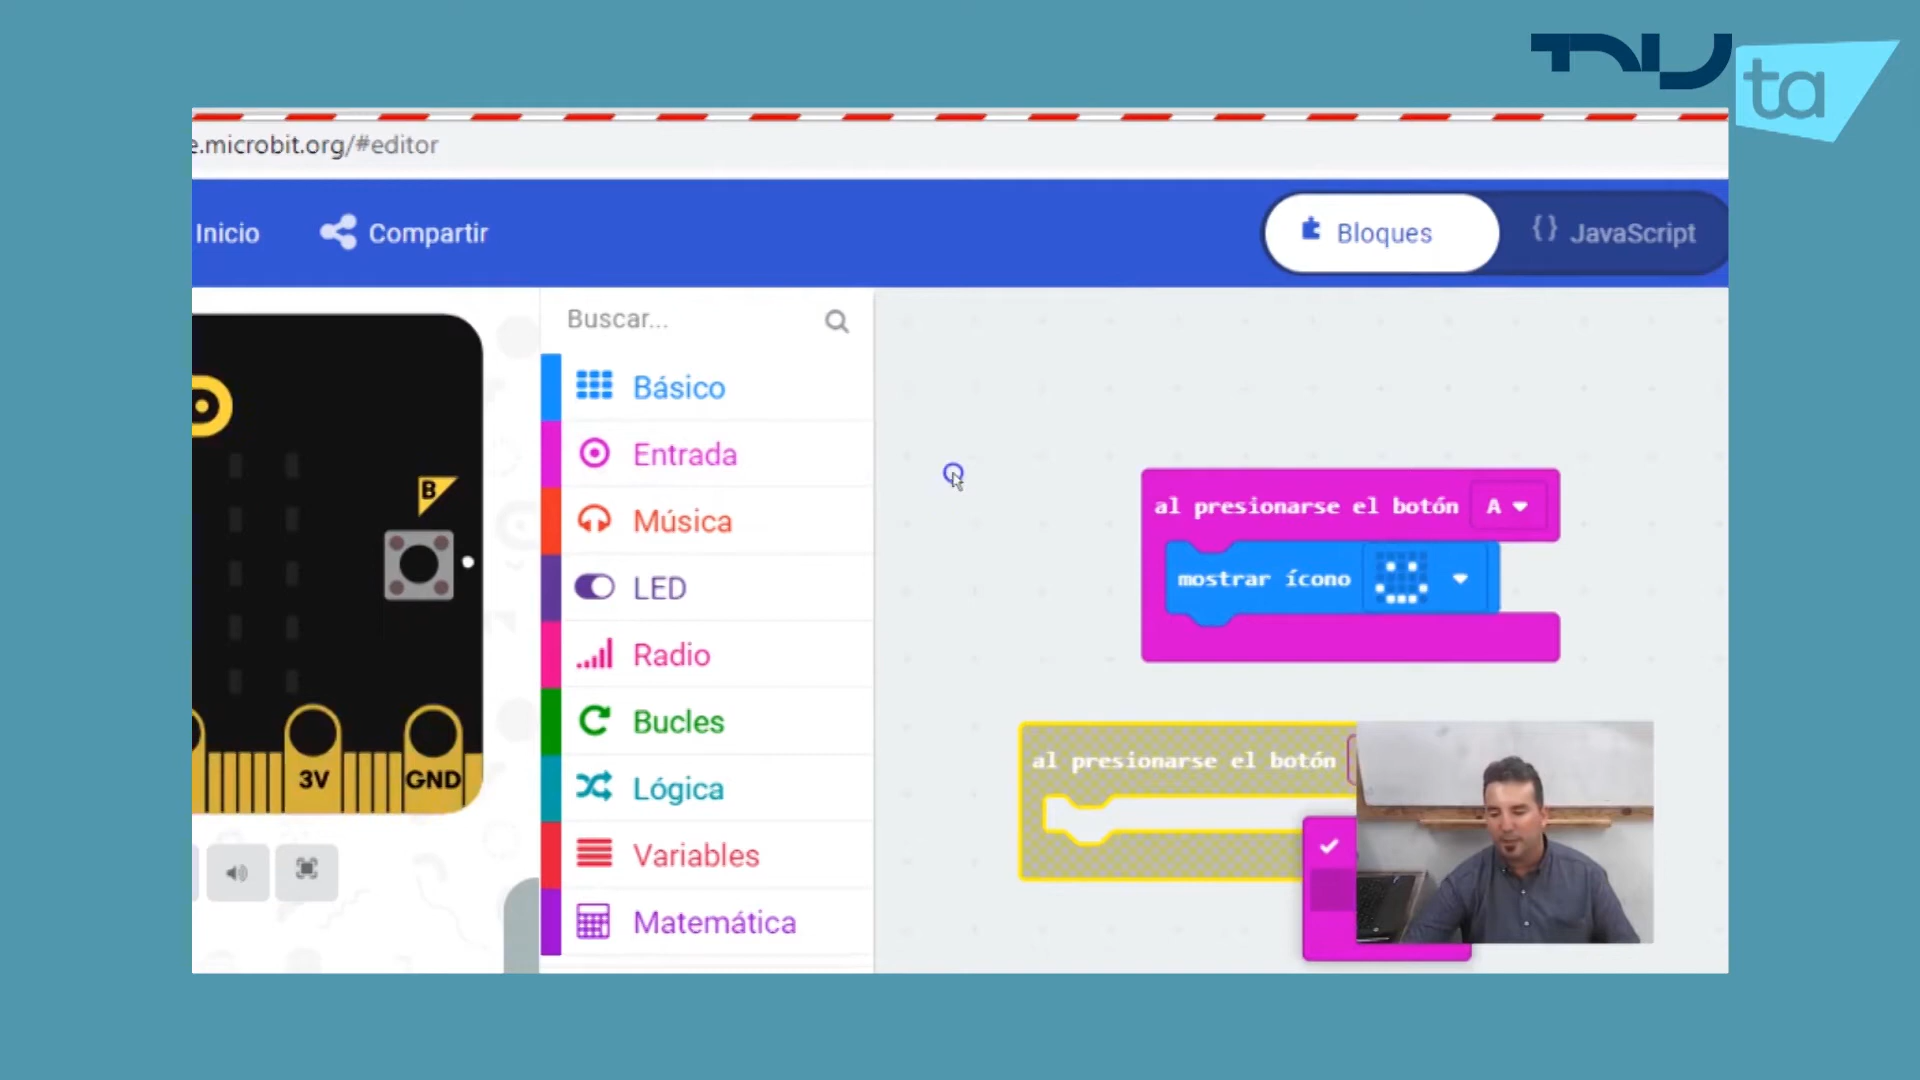 ta
e.microbit.org/#editor
Inicio
Compartir
Bloques
{} JavaScript
Buscar...
Básico
Entrada
Música
LED
Radio
Bucles
Lógica
Variables
Matemática
B
3V
GND
al presionarse el botón A
mostrar ícono
al presionarse el botón